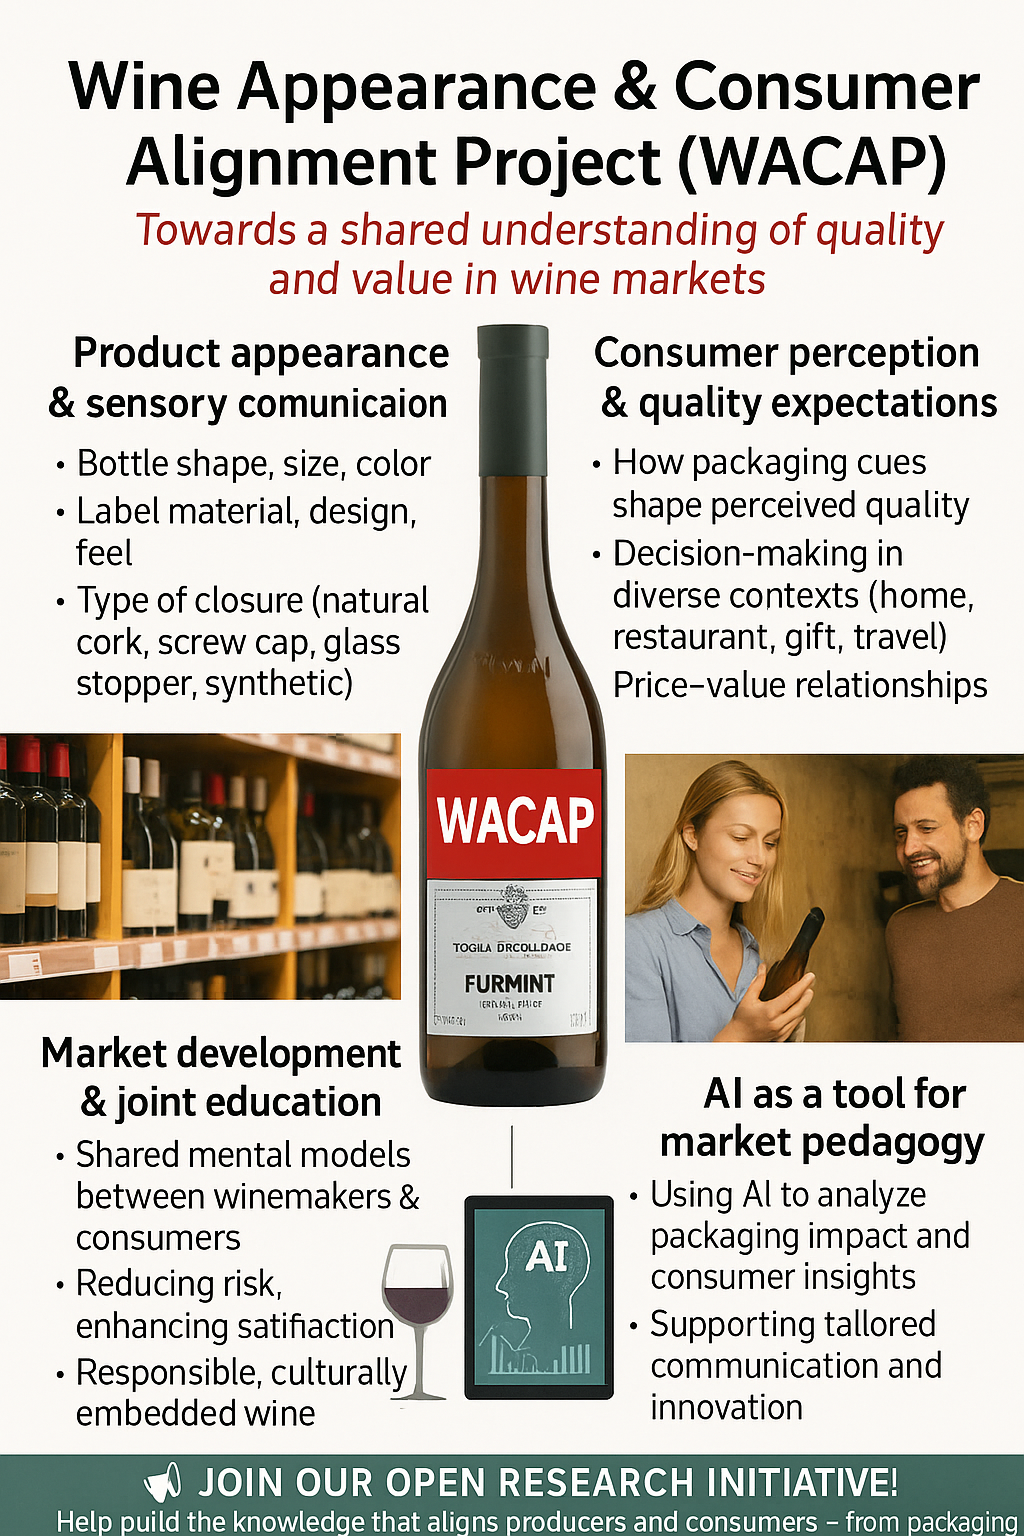 Wine Appearance & Consumer
Alignment Project (WACAP)
Towards a shared understanding of quality
and value in wine markets
Product appearance
& sensory comunicaion
• Bottle shape, size, color
• Label material, design,
feel
• Type of closure (natural
cork, screw cap, glass
stopper, synthetic)
Consumer perception
& quality expectations
• How packaging cues
shape perceived quality
• Decision-making in
diverse contexts (home,
restaurant, gift, travel)
Price–value relationships
WACAP
TOGILA DRCOLLDAOE
FURMINT
Market development
& joint education
• Shared mental models
between winemakers &
consumers
• Reducing risk,
enhancing satifiaction
• Responsible, culturally
embedded wine
AI as a tool for
market pedagogy
• Using AI to analyze
packaging impact and
consumer insights
• Supporting tallored
communication and
innovation
AI
JOIN OUR OPEN RESEARCH INITIATIVE!
Help puild the knowledge that aligns producers and consumers – from packaging